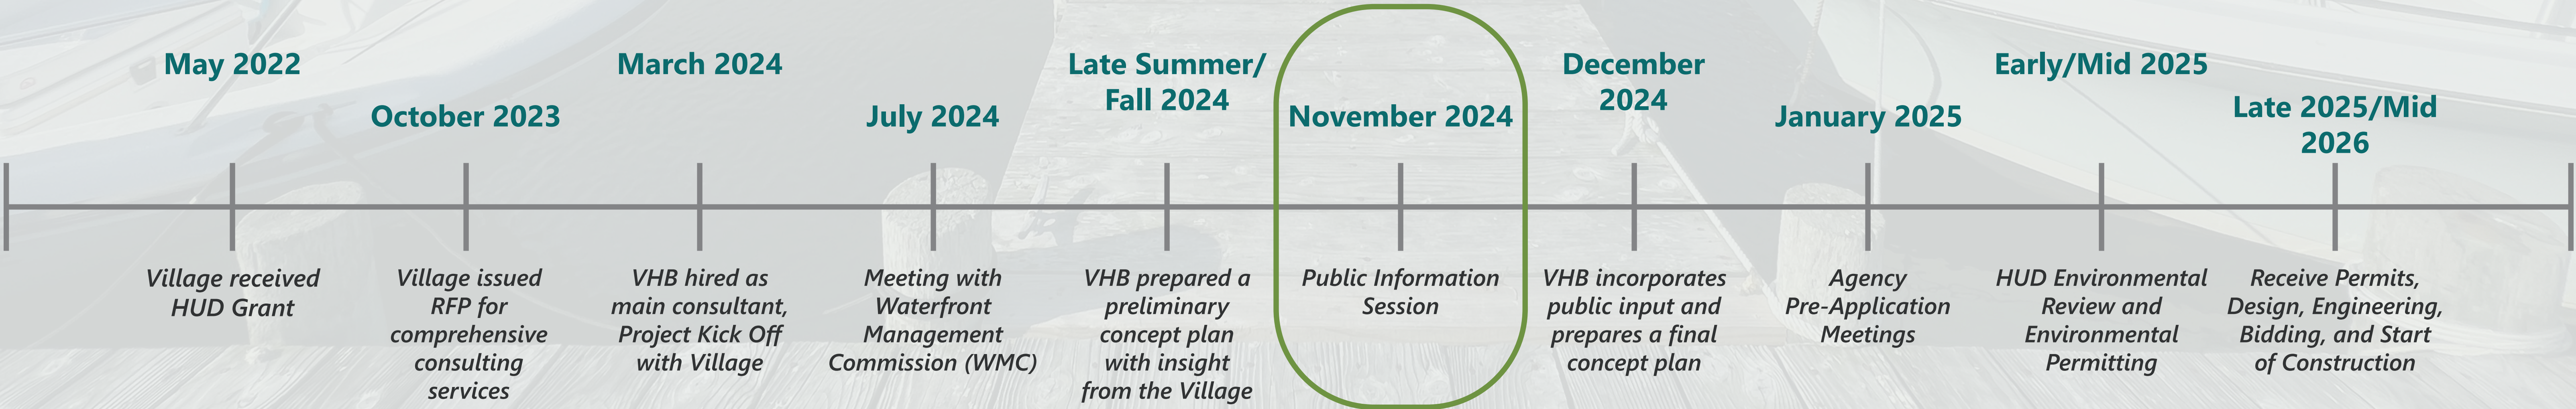 May 2022
Village received
HUD Grant
October 2023
Village issued
RFP for
comprehensive
consulting
services
March 2024
VHB hired as
main consultant,
Project Kick Off
with Village
July 2024
Meeting with
Waterfront
Management
Commission (WMC)
Late Summer/
Fall 2024
VHB prepared a
preliminary
concept plan
with insight
from the Village
November 2024
Public Information
Session
December
2024
VHB incorporates
public input and
prepares a final
concept plan
January 2025
Agency
Pre-Application
Meetings
Early/Mid 2025
HUD Environmental
Review and
Environmental
Permitting
Late 2025/Mid
2026
Receive Permits,
Design, Engineering,
Bidding, and Start
of Construction